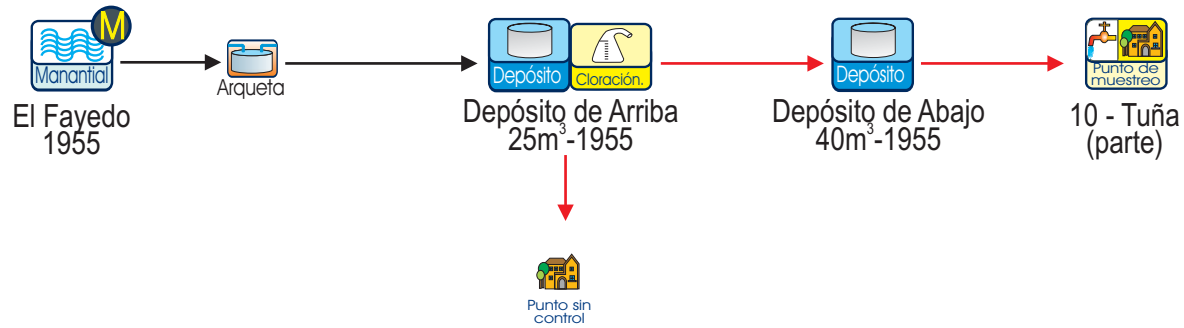 M
Manantial
El Fayedo
1955
Arqueta
Depósito
Cloración.
Depósito de Arriba
25m³-1955
Depósito
Depósito de Abajo
40m³-1955
Punto de
muestreo
10 - Tuña
(parte)
Punto sin
control